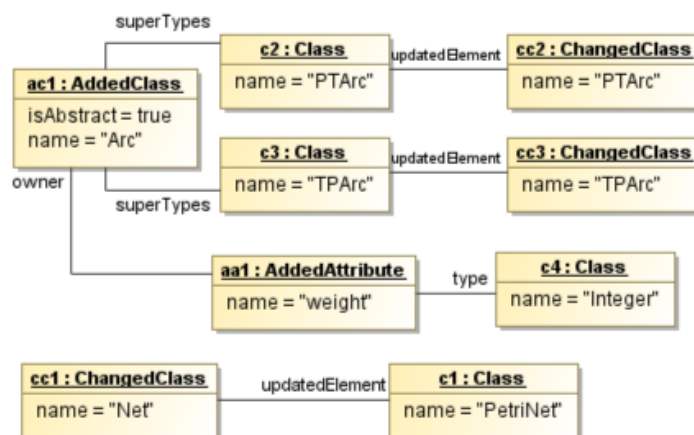 superTypes
c2 : Class
name = "PTArc"
updatedElement
cc2 : ChangedClass
name = "PTArc"
ac1 : AddedClass
isAbstract = true
name = "Arc"
owner
superTypes
c3 : Class
name = "TPArc"
updatedElement
cc3 : ChangedClass
name = "TPArc"
aa1 : AddedAttribute
name = "weight"
type
c4 : Class
name = "Integer"
cc1 : ChangedClass
name = "Net"
updatedElement
c1 : Class
name = "PetriNet"